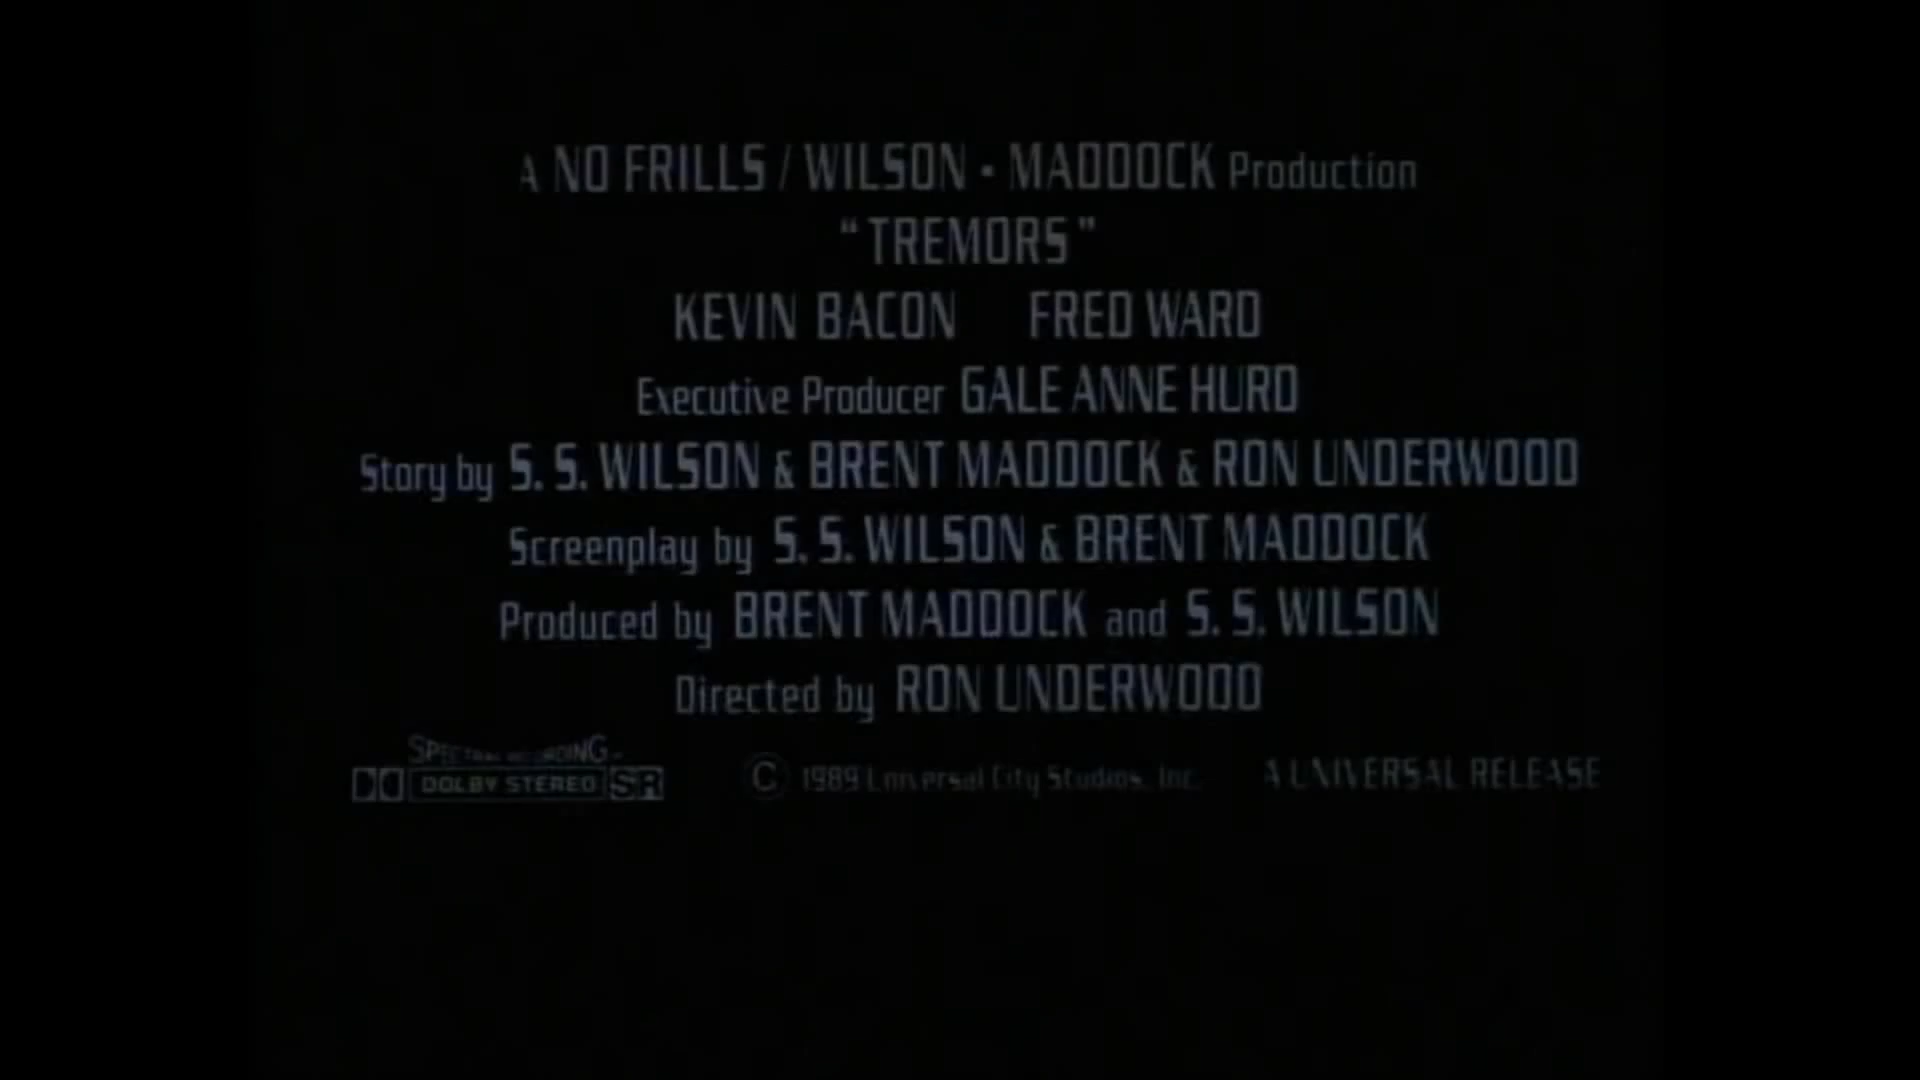 A NO FRILLS / WILSON - MADDOCK Production
“TREMORS”
KEVIN BACON FRED WARD
Executive Producer GALE ANNE HURD
Story by S. S. WILSON & BRENT MADDOCK & RON UNDERWOOD
Screenplay by S. S. WILSON & BRENT MADDOCK
Produced by BRENT MADDOCK and S. S. WILSON
Directed by RON UNDERWOOD
SPECTRAL RECORDING
DOLBY STEREO SR
© 1989 Universal City Studios, Inc. A UNIVERSAL RELEASE